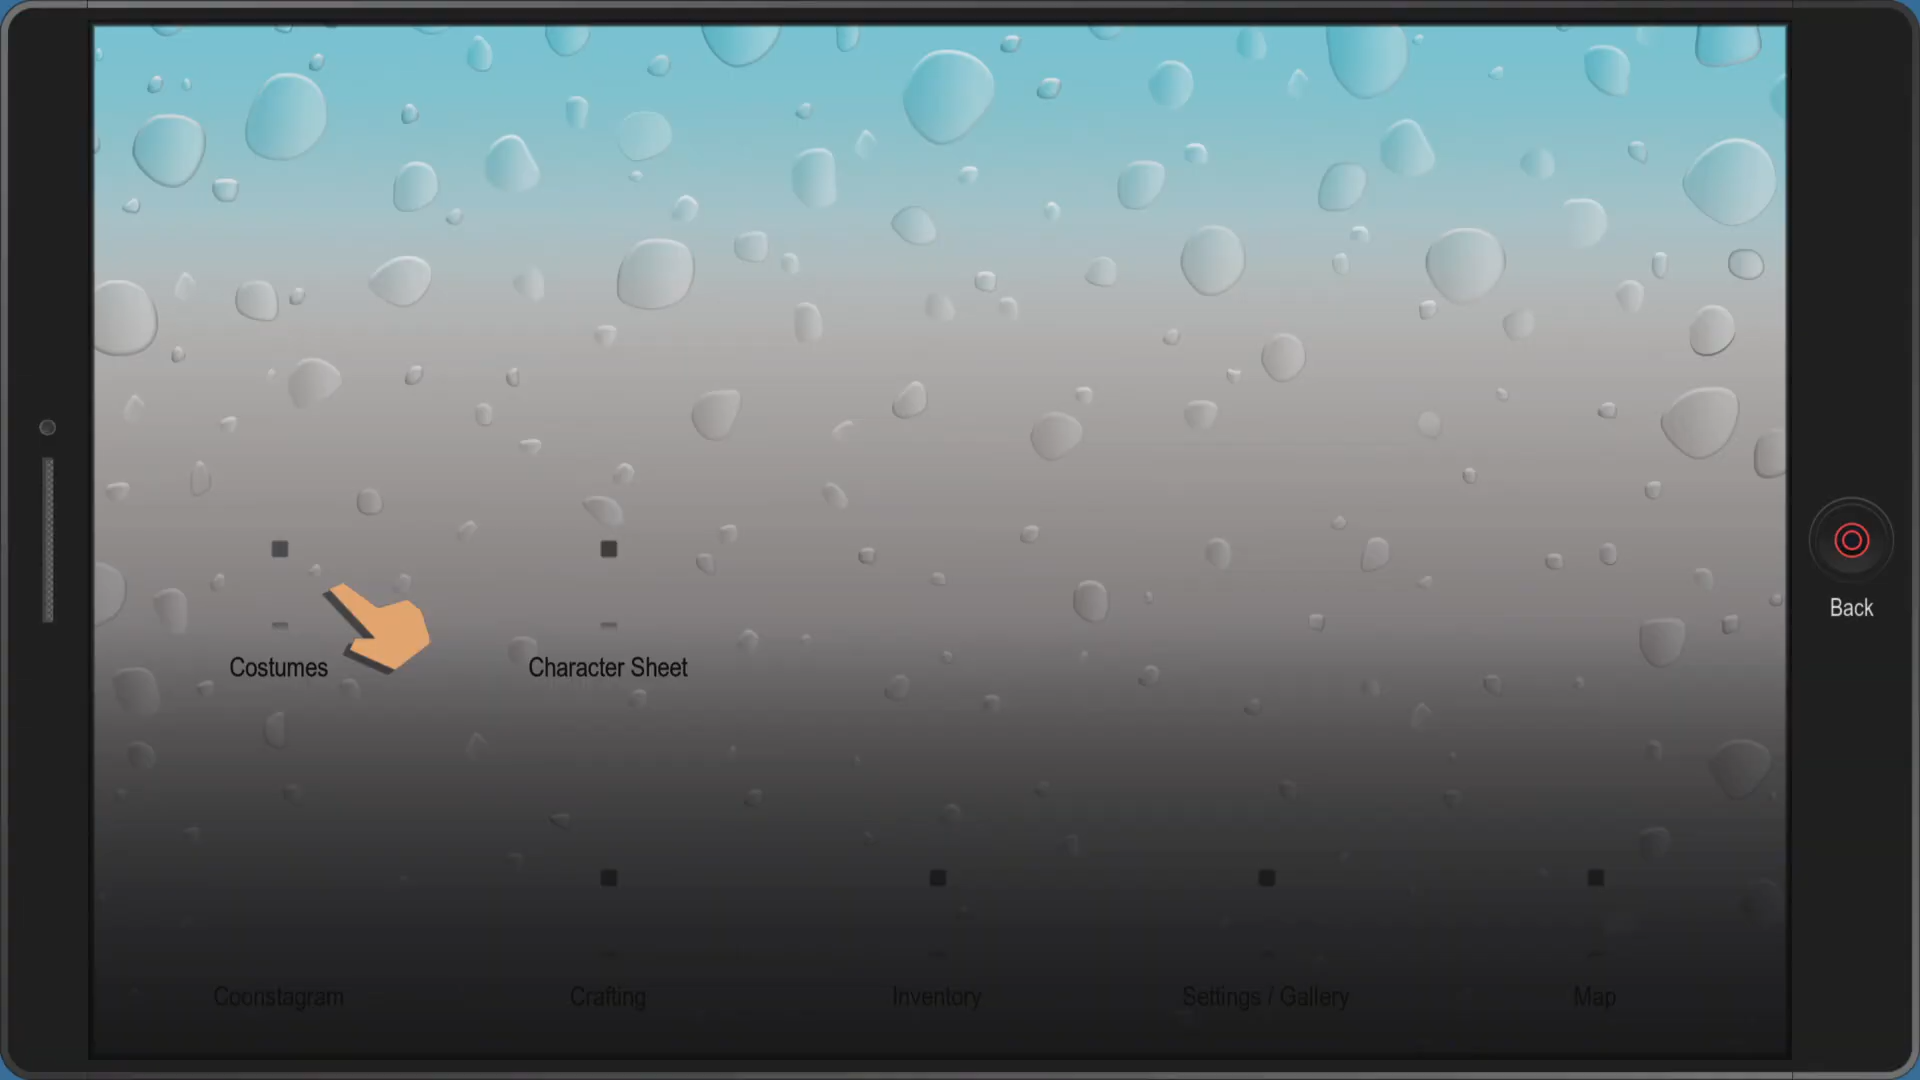 Back
Costumes
Character Sheet
Coonstagram
Crafting
Inventory
Settings / Gallery
Map